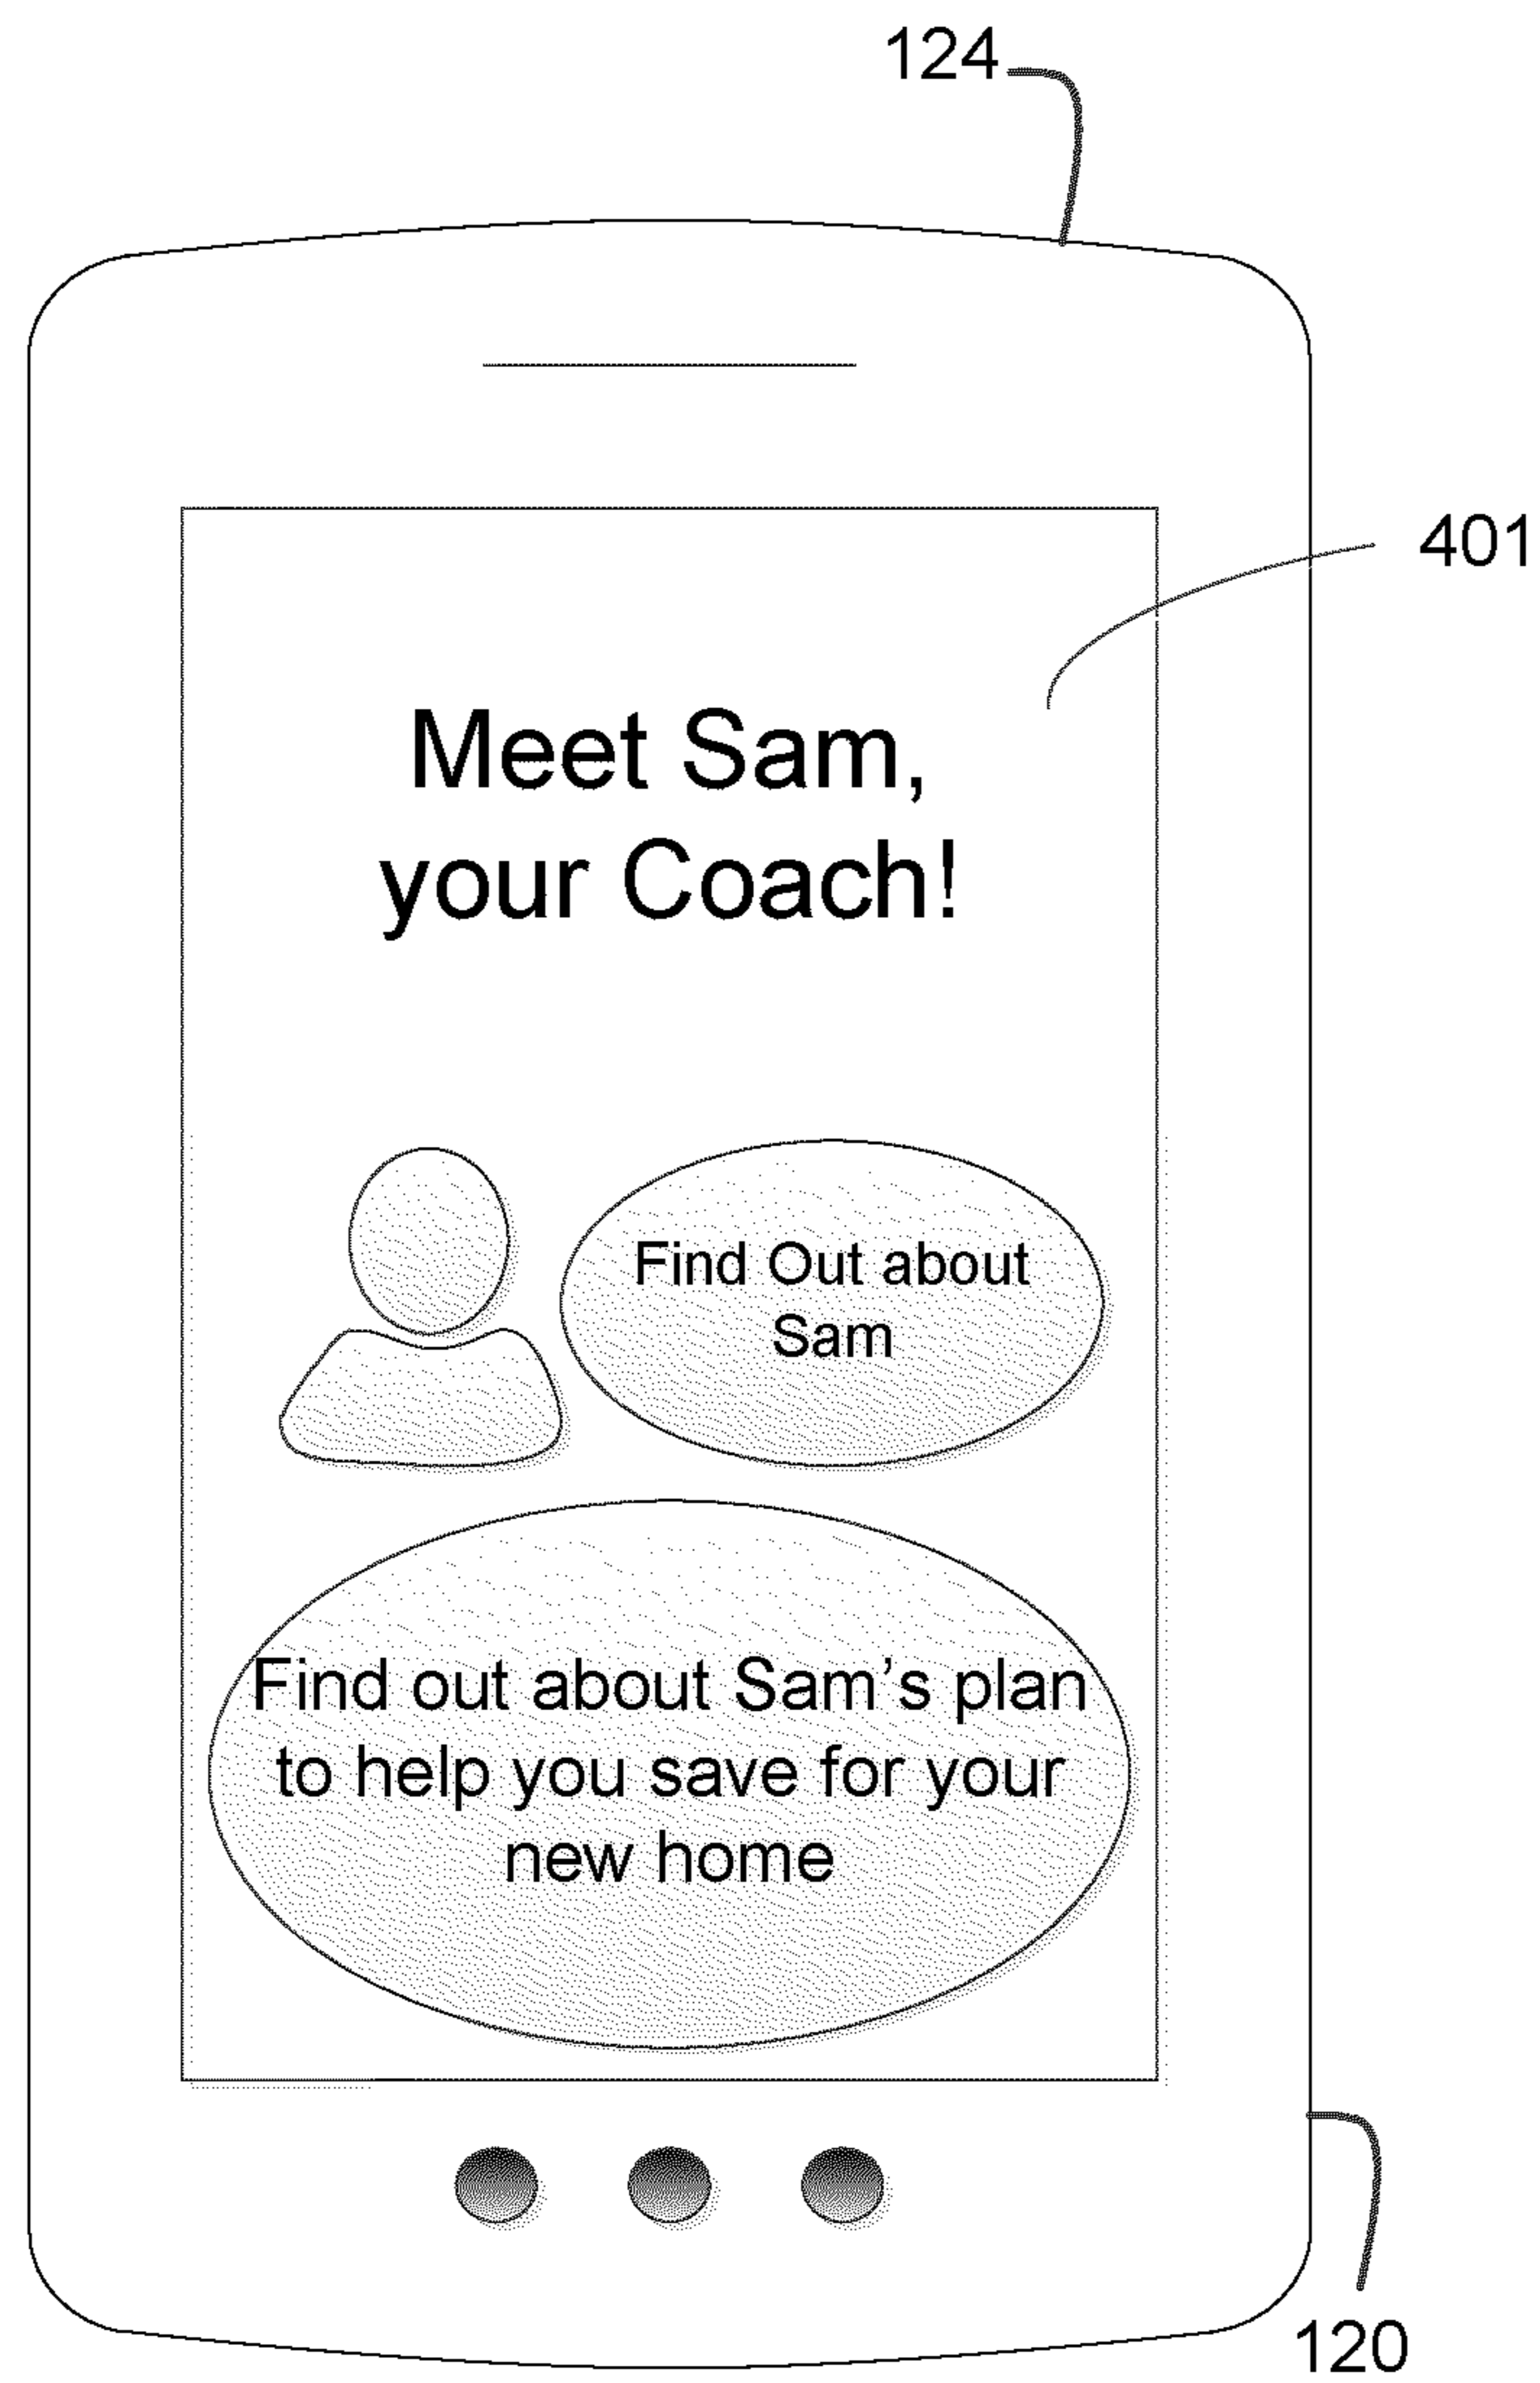 124
401
Meet Sam,
your Coach!
Find Out about
Sam
Find out about Sam’s plan
to help you save for your
new home
120